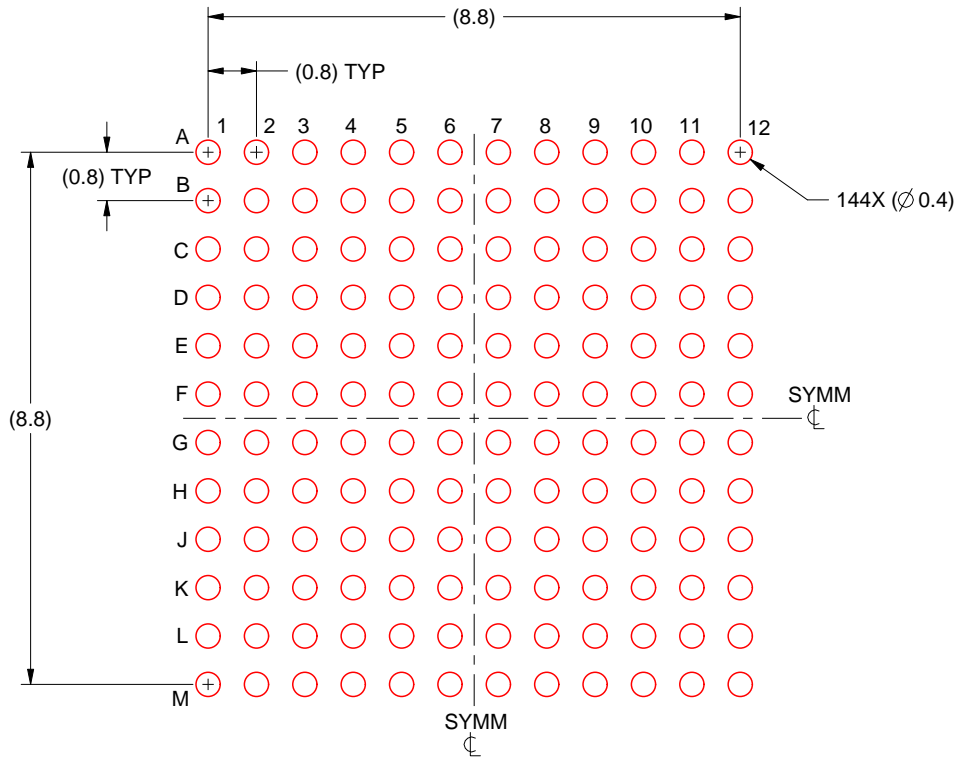 (8.8)
(0.8) TYP
1 2 3 4 5 6 7 8 9 10 11 12
A
(0.8) TYP
B
144X (∅ 0.4)
C
D
E
F
SYMM
℄
(8.8)
G
H
J
K
L
M
SYMM
℄